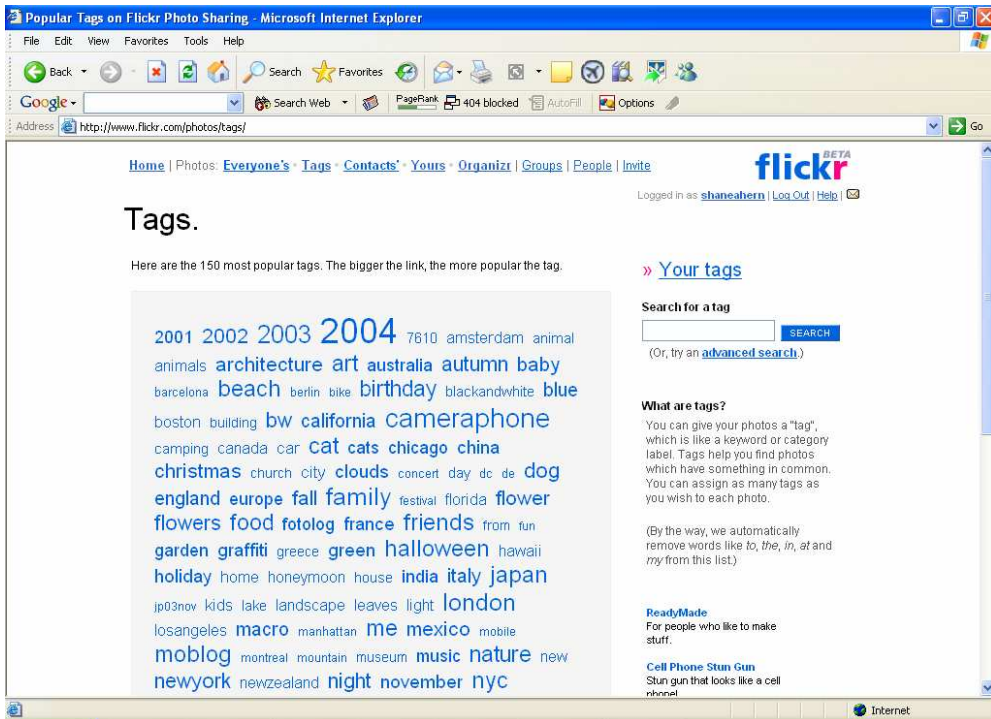 Popular Tags on Flickr Photo Sharing - Microsoft Internet Explorer
File Edit View Favorites Tools Help
Back Search Favorites
Google Search Web PageRank 404 blocked AutoFill Options
Address http://www.flickr.com/photos/tags/ Go
Home | Photos: Everyone's • Tags • Contacts' • Yours • Organizr | Groups | People | Invite
flickr BETA
Logged in as shaneahern | Log Out | Help |
Tags.
Here are the 150 most popular tags. The bigger the link, the more popular the tag.
2001 2002 2003 2004 7610 amsterdam animal
animals architecture art australia autumn baby
barcelona beach berlin bike birthday blackandwhite blue
boston building bw california cameraphone
camping canada car cat cats chicago china
christmas church city clouds concert day dc de dog
england europe fall family festival florida flower
flowers food fotolog france friends from fun
garden graffiti greece green halloween hawaii
holiday home honeymoon house india italy japan
jp03nov kids lake landscape leaves light london
losangeles macro manhattan me mexico mobile
moblog montreal mountain museum music nature new
newyork newzealand night november nyc
» Your tags
Search for a tag
SEARCH
(Or, try an advanced search.)
What are tags?
You can give your photos a "tag",
which is like a keyword or category
label. Tags help you find photos
which have something in common.
You can assign as many tags as
you wish to each photo.
(By the way, we automatically
remove words like to, the, in, at and
my from this list.)
ReadyMade
For people who like to make
stuff.
Cell Phone Stun Gun
Stun gun that looks like a cell
phone!
Internet